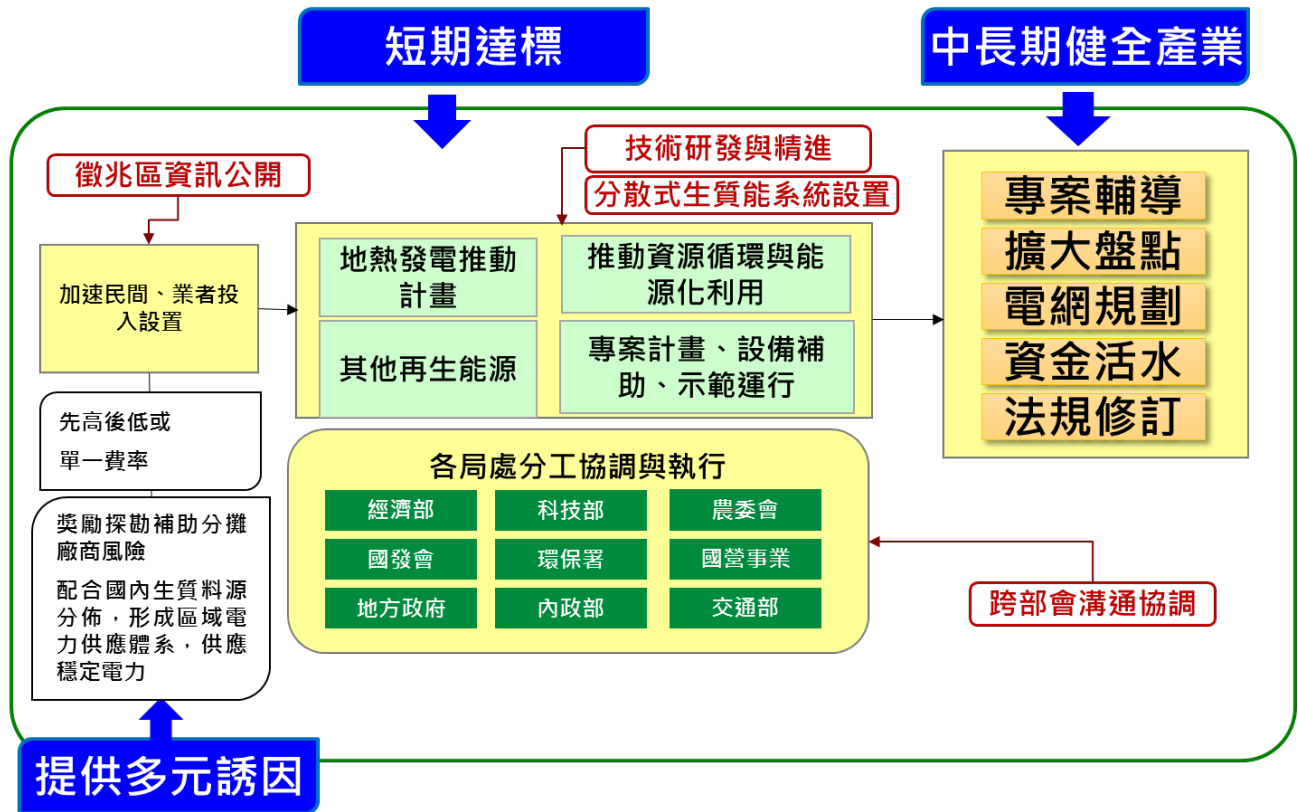 短期達標
中長期健全產業
徵兆區資訊公開
技術研發與精進
分散式生質能系統設置
加速民間、業者投
入設置
地熱發電推動
計畫
推動資源循環與能
源化利用
其他再生能源
專案計畫、設備補
助、示範運行
專案輔導
擴大盤點
電網規劃
資金活水
法規修訂
先高後低或
單一費率
獎勵探勘補助分攤
廠商風險
配合國內生質料源
分佈，形成區域電
力供應體系，供應
穩定電力
各局處分工協調與執行
經濟部
科技部
農委會
國發會
環保署
國營事業
地方政府
內政部
交通部
跨部會溝通協調
提供多元誘因